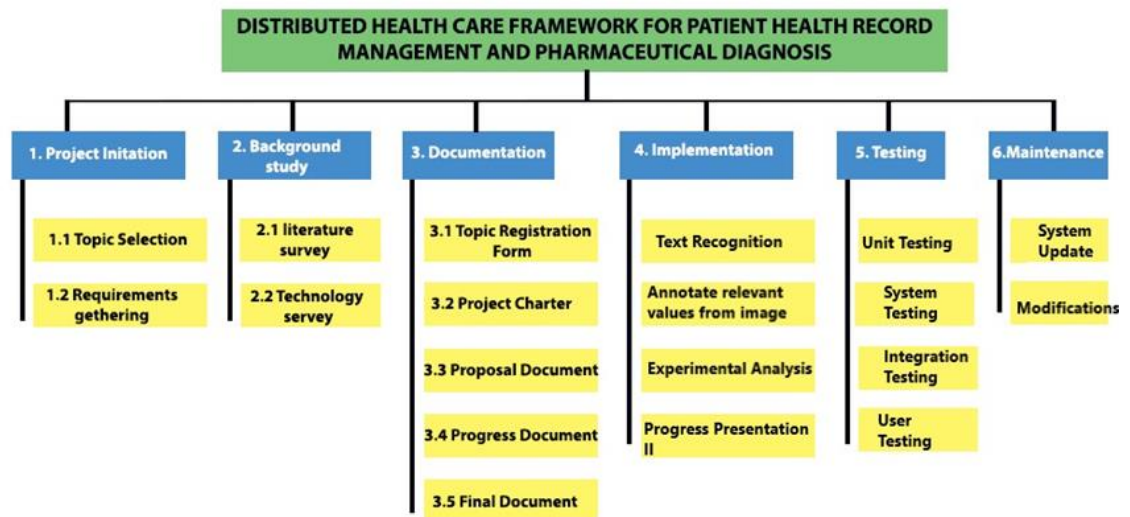 DISTRIBUTED HEALTH CARE FRAMEWORK FOR PATIENT HEALTH RECORD
MANAGEMENT AND PHARMACEUTICAL DIAGNOSIS
1. Project Initation
1.1 Topic Selection
1.2 Requirements
gethering
2. Background
study
2.1 literature
survey
2.2 Technology
servey
3. Documentation
3.1 Topic Registration
Form
3.2 Project Charter
3.3 Proposal Document
3.4 Progress Document
3.5 Final Document
4. Implementation
Text Recognition
Annotate relevant
values from image
Experimental Analysis
Progress Presentation
II
5. Testing
Unit Testing
System
Testing
Integration
Testing
User
Testing
6.Maintenance
System
Update
Modifications